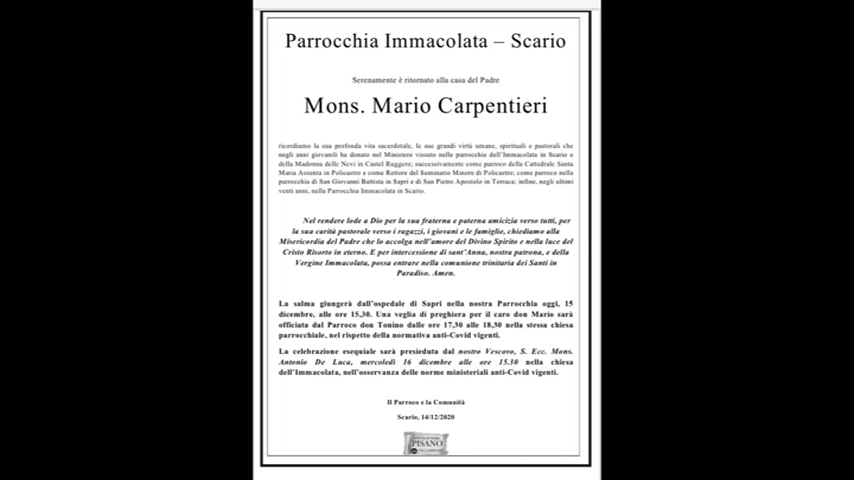 Parrocchia Immacolata – Scario
Serenamente è ritornato alla casa del Padre
Mons. Mario Carpentieri
ricordiamo la sua profonda vita sacerdotale, le sue grandi virtù umane, spirituali e pastorali che
negli anni giovanili ha donato nel Ministero vissuto nelle parrocchie dell'Immacolata in Scario e
della Madonna delle Nevi in Castel Ruggero; successivamente come parroco della Cattedrale Santa
Maria Assunta in Policastro e come Rettore del Seminario Minore di Policastro; come parroco nella
parrocchia di San Giovanni Battista in Sapri e di San Pietro Apostolo in Torraca; infine, negli ultimi
venti anni, nella Parrocchia Immacolata in Scario.
Nel rendere lode a Dio per la sua fraterna e paterna amicizia verso tutti, per
la sua carità pastorale verso i ragazzi, i giovani e le famiglie, chiediamo alla
Misericordia del Padre che lo accolga nell'amore del Divino Spirito e nella luce del
Cristo Risorto in eterno. E per intercessione di sant'Anna, nostra patrona, e della
Vergine Immacolata, possa entrare nella comunione trinitaria dei Santi in
Paradiso. Amen.
La salma giungerà dall'ospedale di Sapri nella nostra Parrocchia oggi, 15
dicembre, alle ore 15,30. Una veglia di preghiera per il caro don Mario sarà
officiata dal Parroco don Tonino dalle ore 17,30 alle 18,30 nella stessa chiesa
parrocchiale, nel rispetto della normativa anti-Covid vigenti.
La celebrazione esequiale sarà presieduta dal nostro Vescovo, S. Ecc. Mons.
Antonio De Luca, mercoledì 16 dicembre alle ore 15.30 nella chiesa
dell'Immacolata, nell'osservanza delle norme ministeriali anti-Covid vigenti.
Il Parroco e la Comunità
Scario, 14/12/2020
PISANO